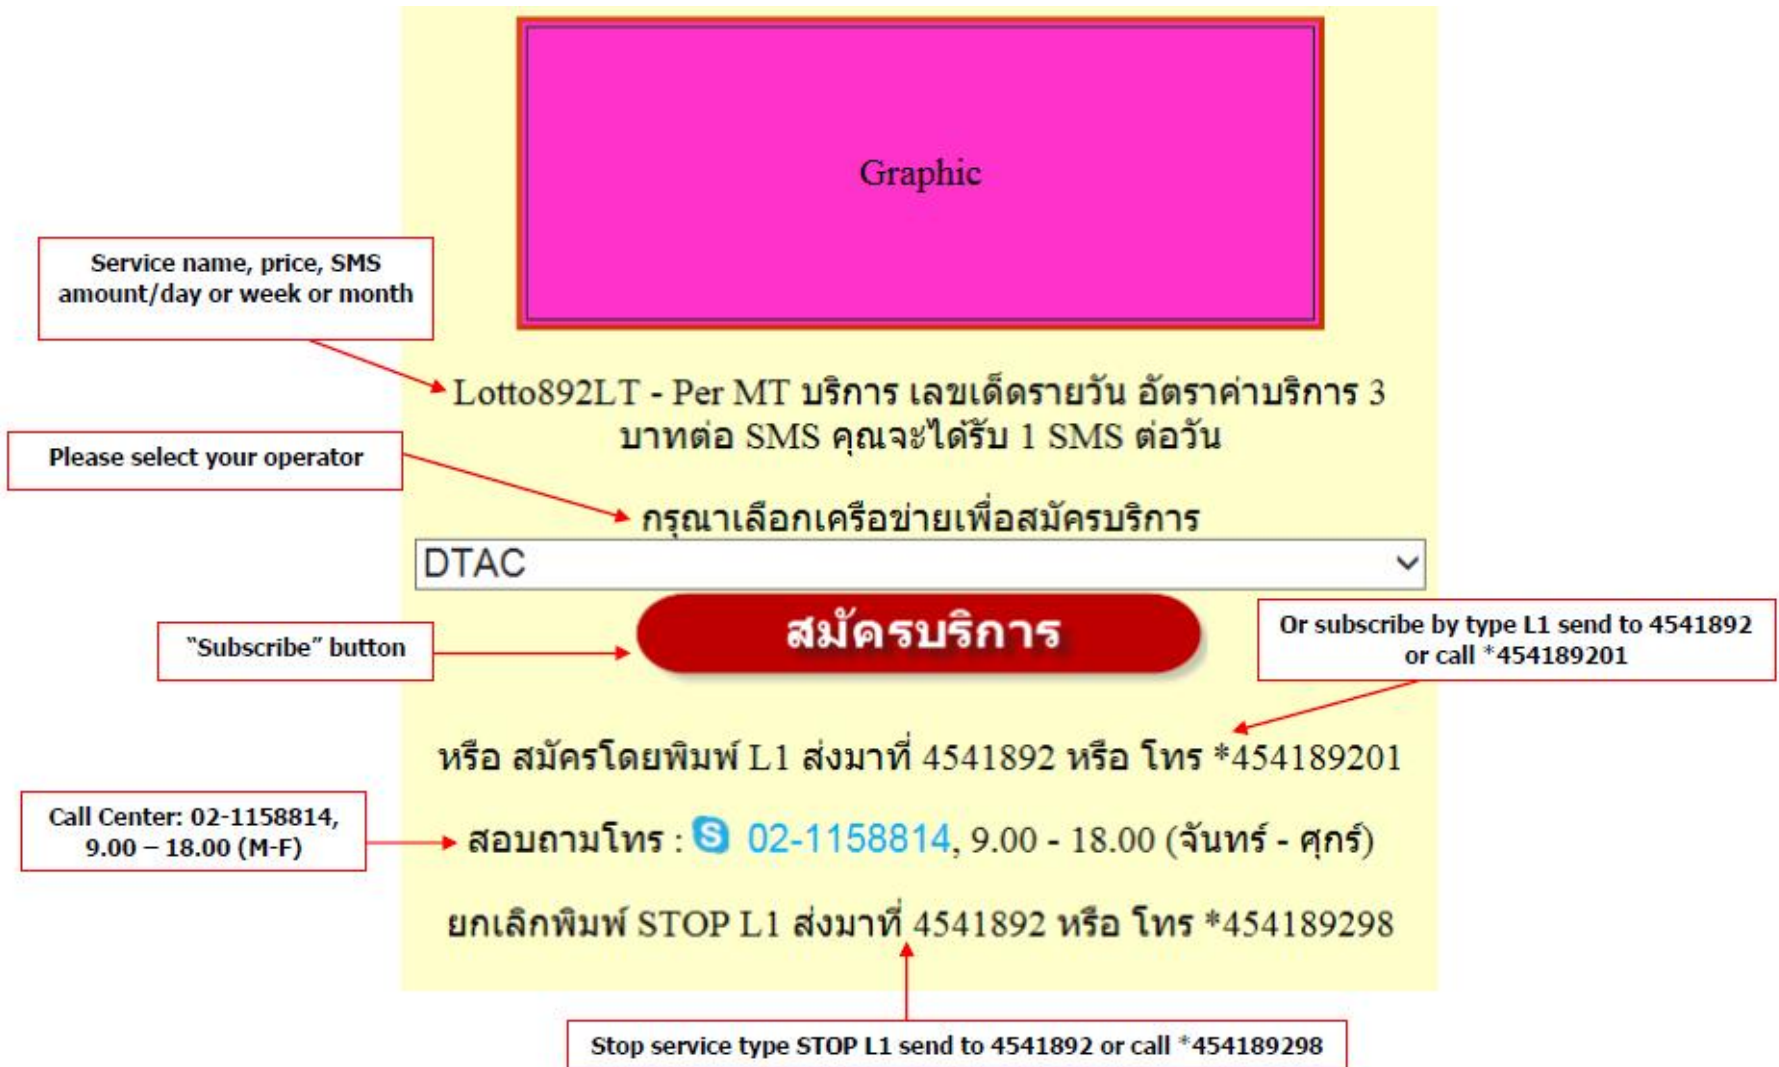 Graphic
Service name, price, SMS
amount/day or week or month
Lotto892LT - Per MT บริการ เลขเด็ดรายวัน อัตราค่าบริการ 3
บาทต่อ SMS คุณจะได้รับ 1 SMS ต่อวัน
Please select your operator
กรุณาเลือกเครือข่ายเพื่อสมัครบริการ
DTAC
สมัครบริการ
"Subscribe" button
Or subscribe by type L1 send to 4541892
or call *454189201
หรือ สมัครโดยพิมพ์ L1 ส่งมาที่ 4541892 หรือ โทร *454189201
Call Center: 02-1158814,
9.00 – 18.00 (M-F)
สอบถามโทร : 02-1158814, 9.00 - 18.00 (จันทร์ - ศุกร์)
ยกเลิกพิมพ์ STOP L1 ส่งมาที่ 4541892 หรือ โทร *454189298
Stop service type STOP L1 send to 4541892 or call *454189298